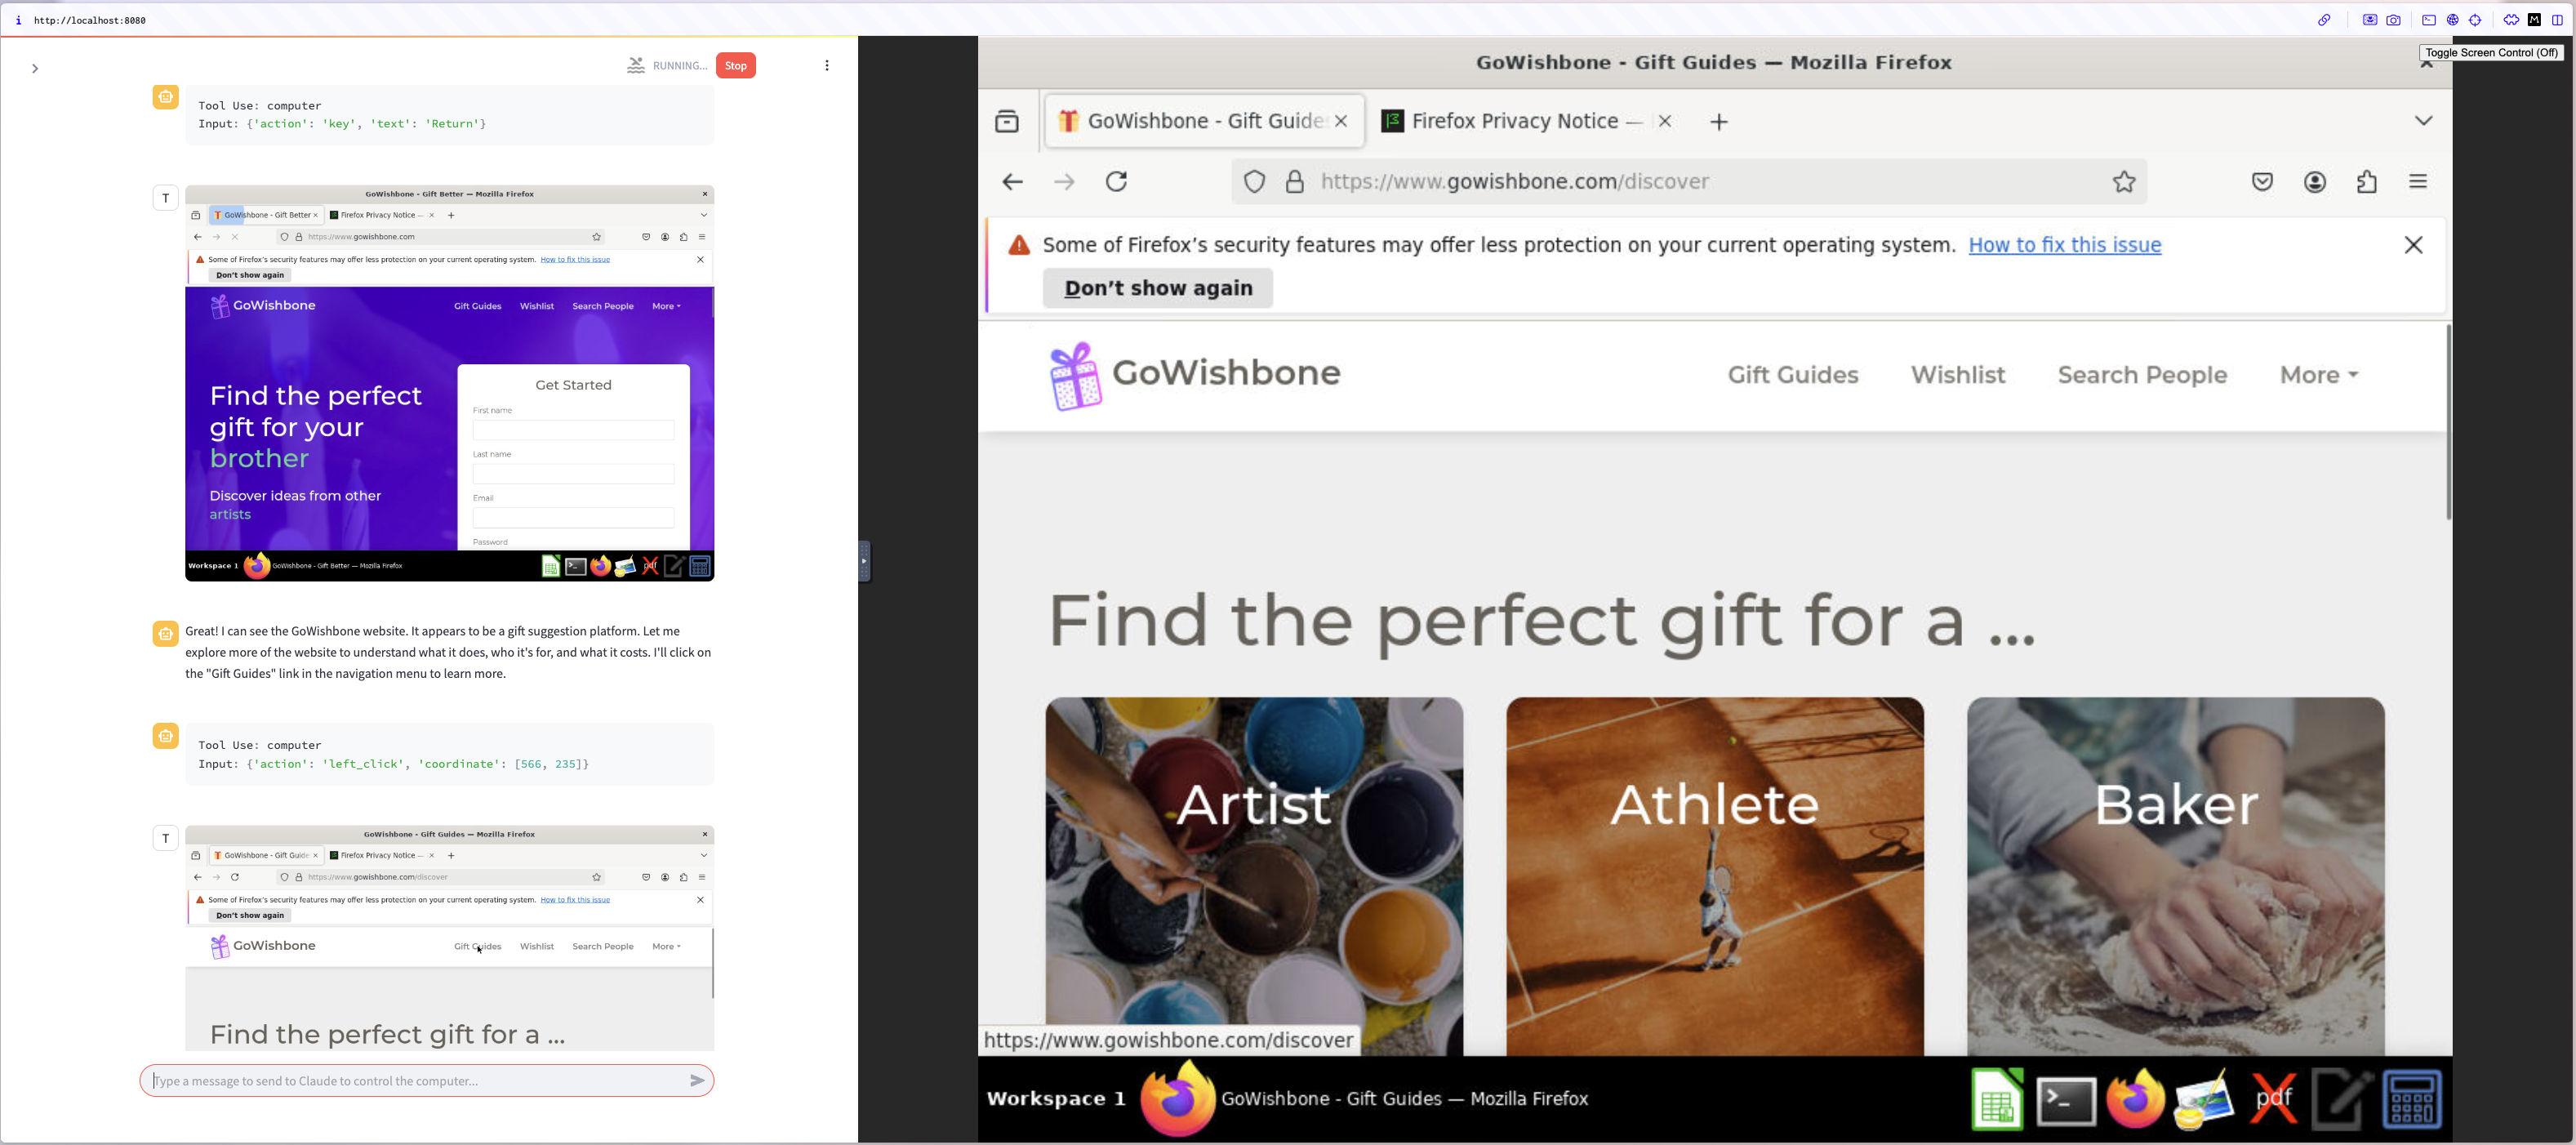 http://localhost:8080
Toggle Screen Control (Off)
RUNNING...
Stop
Tool Use: computer
Input: {'action': 'key', 'text': 'Return'}
T
GoWishbone - Gift Better — Mozilla Firefox
GoWishbone - Gift Better
Firefox Privacy Notice —
https://www.gowishbone.com
Some of Firefox's security features may offer less protection on your current operating system. How to fix this issue
Don't show again
GoWishbone
Gift Guides
Wishlist
Search People
More
Find the perfect
gift for your
brother
Discover ideas from other
artists
Get Started
First name
Last name
Email
Password
Workspace 1
GoWishbone - Gift Better — Mozilla Firefox
pdf
Great! I can see the GoWishbone website. It appears to be a gift suggestion platform. Let me
explore more of the website to understand what it does, who it's for, and what it costs. I'll click on
the "Gift Guides" link in the navigation menu to learn more.
Tool Use: computer
Input: {'action': 'left_click', 'coordinate': [566, 235]}
T
GoWishbone - Gift Guides — Mozilla Firefox
GoWishbone - Gift Guide
Firefox Privacy Notice —
https://www.gowishbone.com/discover
Some of Firefox's security features may offer less protection on your current operating system. How to fix this issue
Don't show again
GoWishbone
Gift Guides
Wishlist
Search People
More
Find the perfect gift for a ...
Type a message to send to Claude to control the computer...
GoWishbone - Gift Guides — Mozilla Firefox
GoWishbone - Gift Guide
Firefox Privacy Notice —
https://www.gowishbone.com/discover
Some of Firefox's security features may offer less protection on your current operating system. How to fix this issue
Don't show again
GoWishbone
Gift Guides
Wishlist
Search People
More
Find the perfect gift for a ...
Artist
Athlete
Baker
https://www.gowishbone.com/discover
Workspace 1
GoWishbone - Gift Guides — Mozilla Firefox
pdf